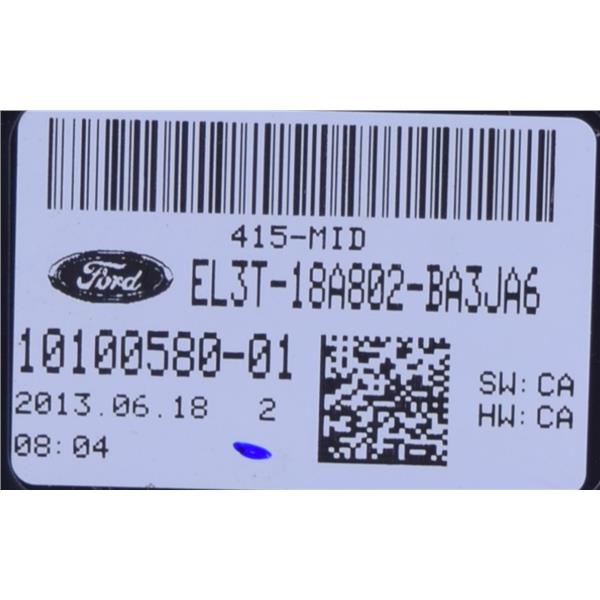 415-MID
Ford EL3T-18A802-BA3JA6
10100580-01
SW: CA
2013.06.18 2
HW: CA
08: 04